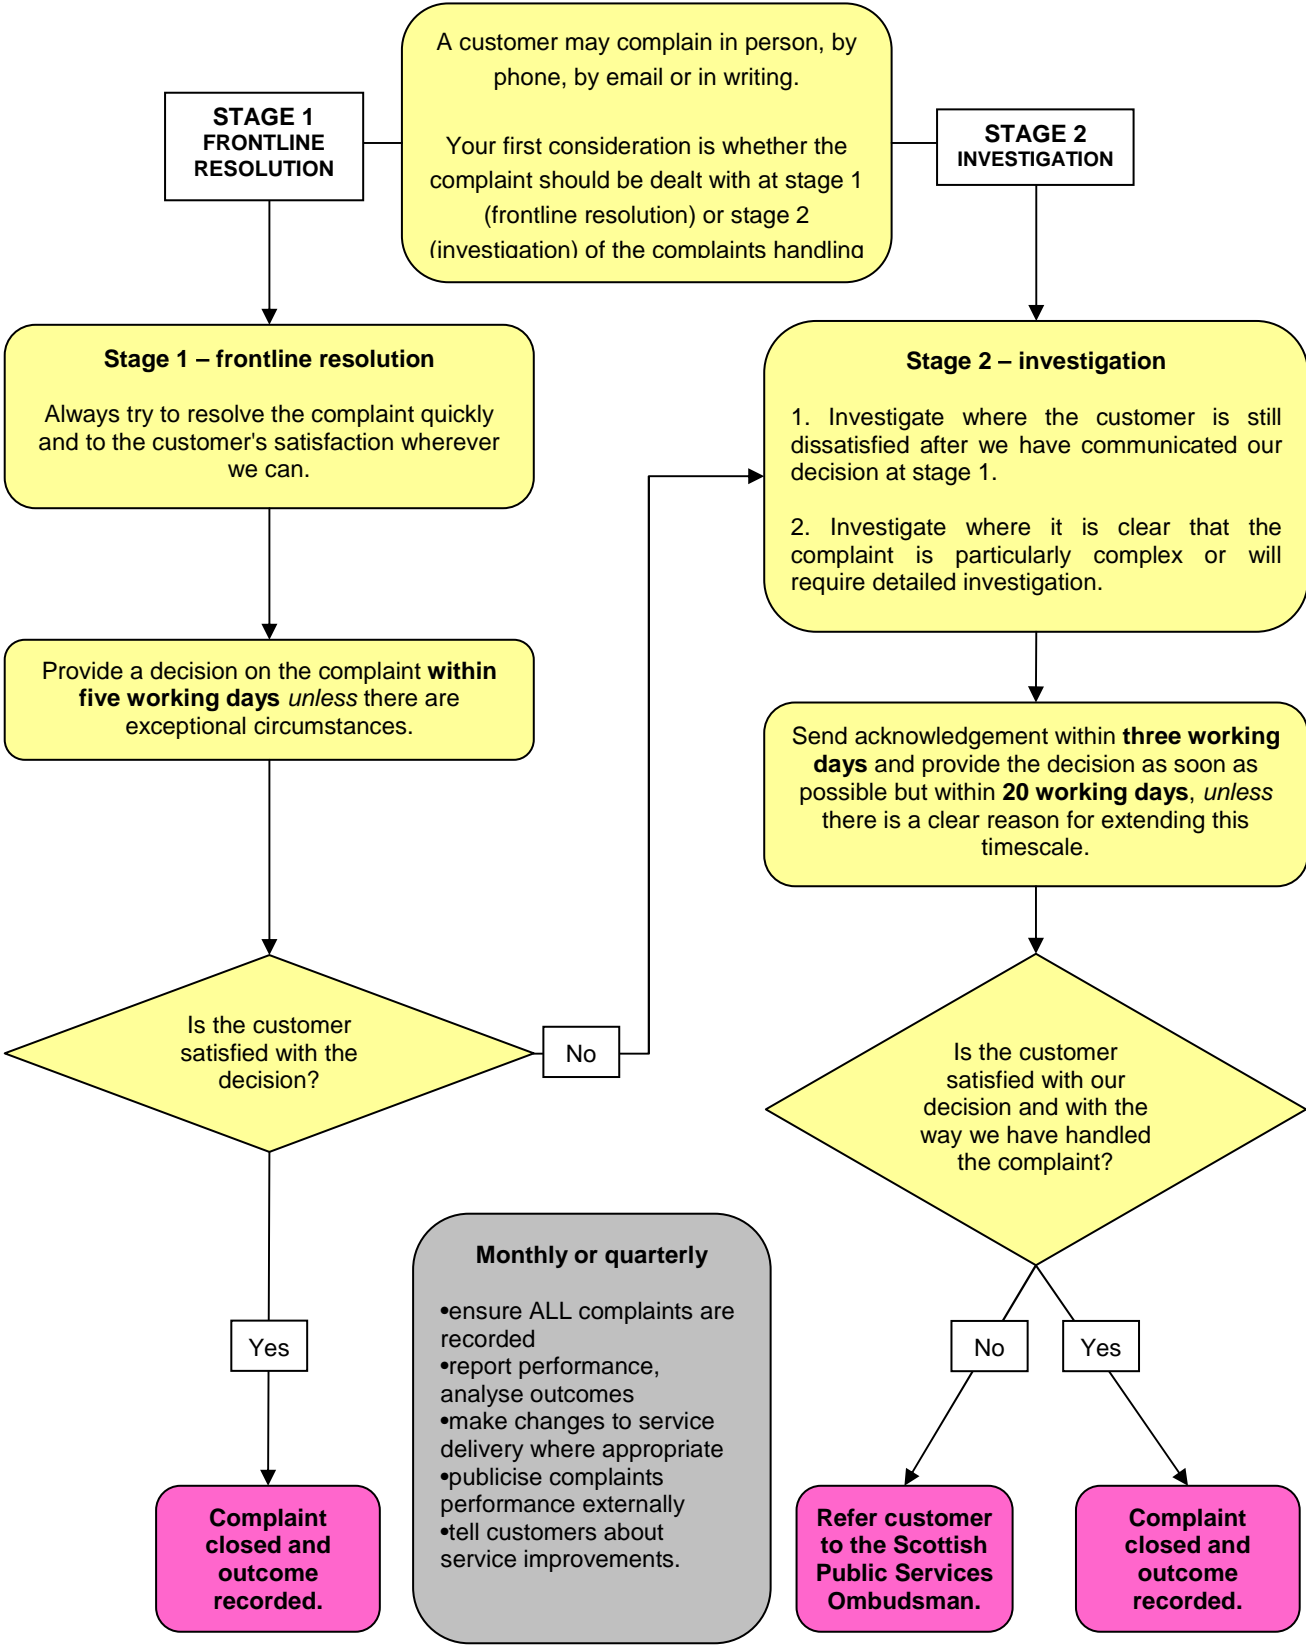 A customer may complain in person, by
phone, by email or in writing.
Your first consideration is whether the
complaint should be dealt with at stage 1
(frontline resolution) or stage 2
(investigation) of the complaints handling
STAGE 1
FRONTLINE
RESOLUTION
STAGE 2
INVESTIGATION
Stage 1 – frontline resolution
Always try to resolve the complaint quickly
and to the customer's satisfaction wherever
we can.
Provide a decision on the complaint within
five working days unless there are
exceptional circumstances.
Is the customer
satisfied with the
decision?
No
Yes
Complaint
closed and
outcome
recorded.
Stage 2 – investigation
1. Investigate where the customer is still
dissatisfied after we have communicated our
decision at stage 1.
2. Investigate where it is clear that the
complaint is particularly complex or will
require detailed investigation.
Send acknowledgement within three working
days and provide the decision as soon as
possible but within 20 working days, unless
there is a clear reason for extending this
timescale.
Is the customer
satisfied with our
decision and with the
way we have handled
the complaint?
No
Yes
Refer customer
to the Scottish
Public Services
Ombudsman.
Complaint
closed and
outcome
recorded.
Monthly or quarterly
•ensure ALL complaints are
recorded
•report performance,
analyse outcomes
•make changes to service
delivery where appropriate
•publicise complaints
performance externally
•tell customers about
service improvements.